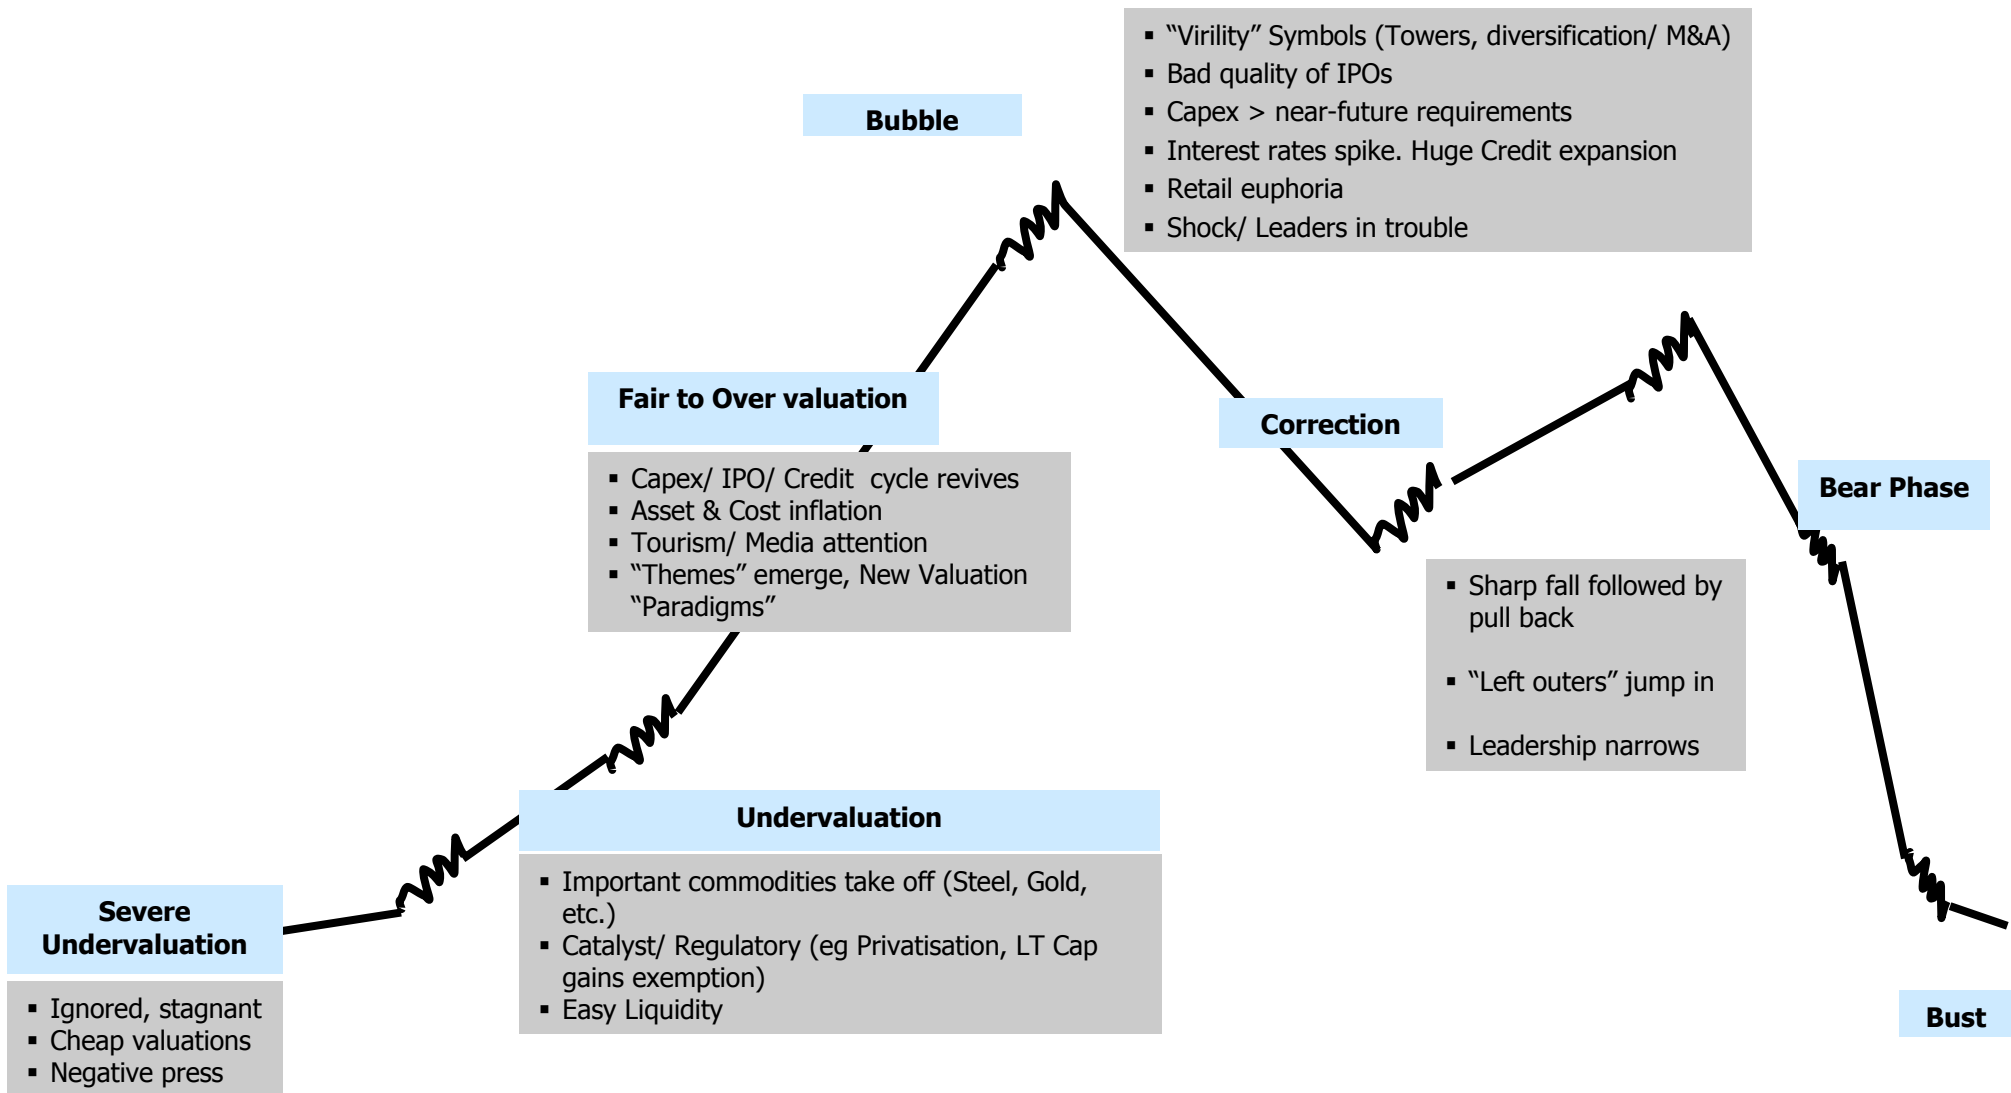 ▪ “Virility” Symbols (Towers, diversification/ M&A)
▪ Bad quality of IPOs
▪ Capex > near-future requirements
▪ Interest rates spike. Huge Credit expansion
▪ Retail euphoria
▪ Shock/ Leaders in trouble
Bubble
Fair to Over valuation
▪ Capex/ IPO/ Credit cycle revives
▪ Asset & Cost inflation
▪ Tourism/ Media attention
▪ “Themes” emerge, New Valuation
“Paradigms”
Correction
Bear Phase
▪ Sharp fall followed by
pull back
▪ “Left outers” jump in
▪ Leadership narrows
Undervaluation
▪ Important commodities take off (Steel, Gold,
etc.)
▪ Catalyst/ Regulatory (eg Privatisation, LT Cap
gains exemption)
▪ Easy Liquidity
Severe
Undervaluation
▪ Ignored, stagnant
▪ Cheap valuations
▪ Negative press
Bust